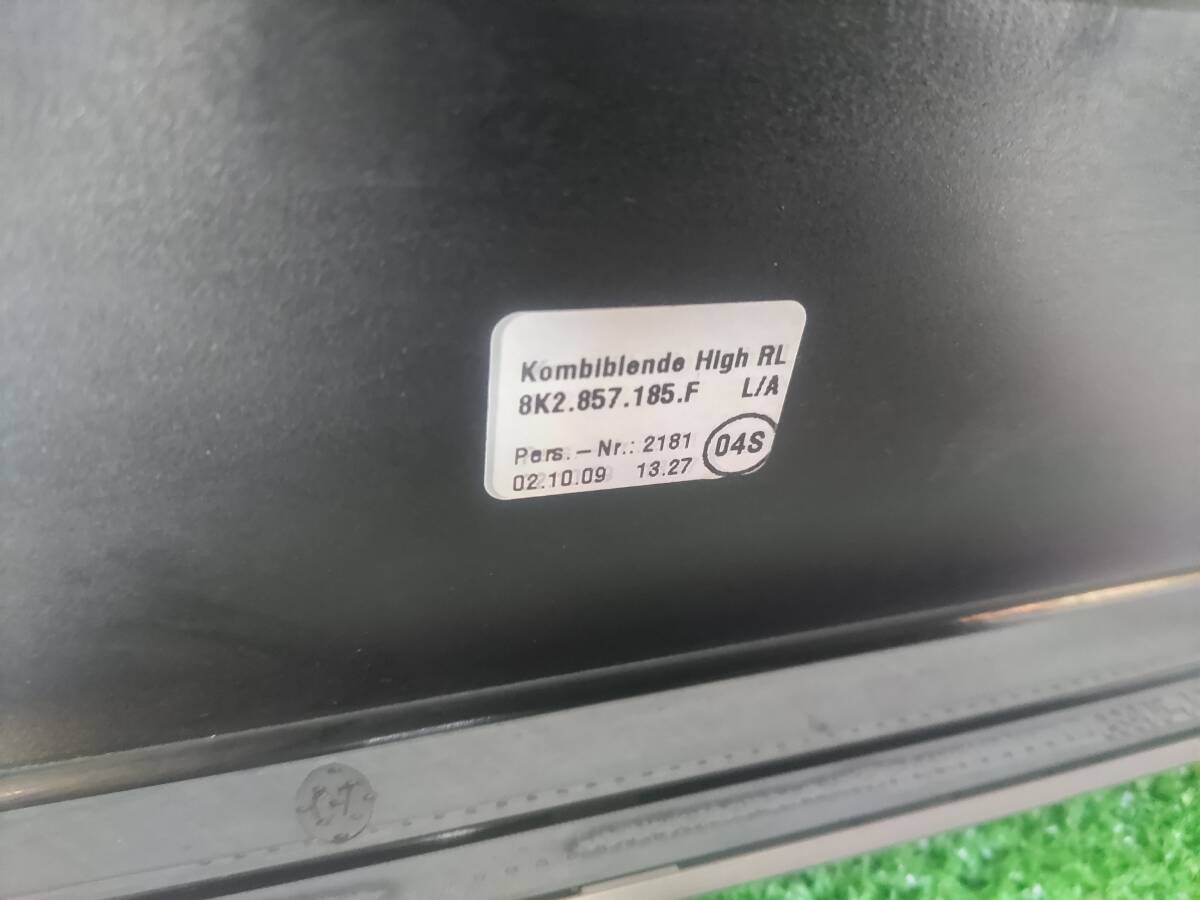 Kombiblende High RL
8K2.857.185.F L/A
Pers.-Nr.: 2181
02.10.09 13.27
04S